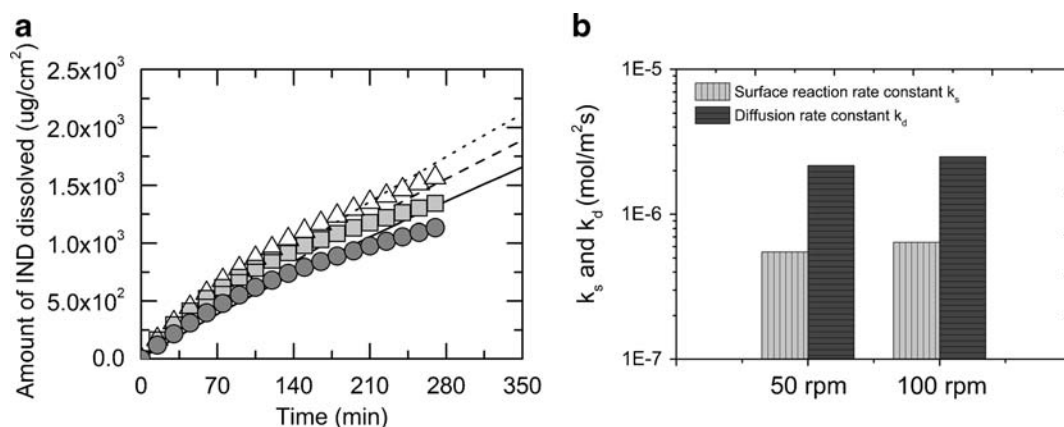 a
Amount of IND dissolved (ug/cm²)
2.5x10³
2.0x10³
1.5x10³
1.0x10³
5.0x10²
0.0
0 70 140 210 280 350
Time (min)
b
kₛ and k_d (mol/m²s)
1E-5
1E-6
1E-7
Surface reaction rate constant kₛ
Diffusion rate constant k_d
50 rpm 100 rpm